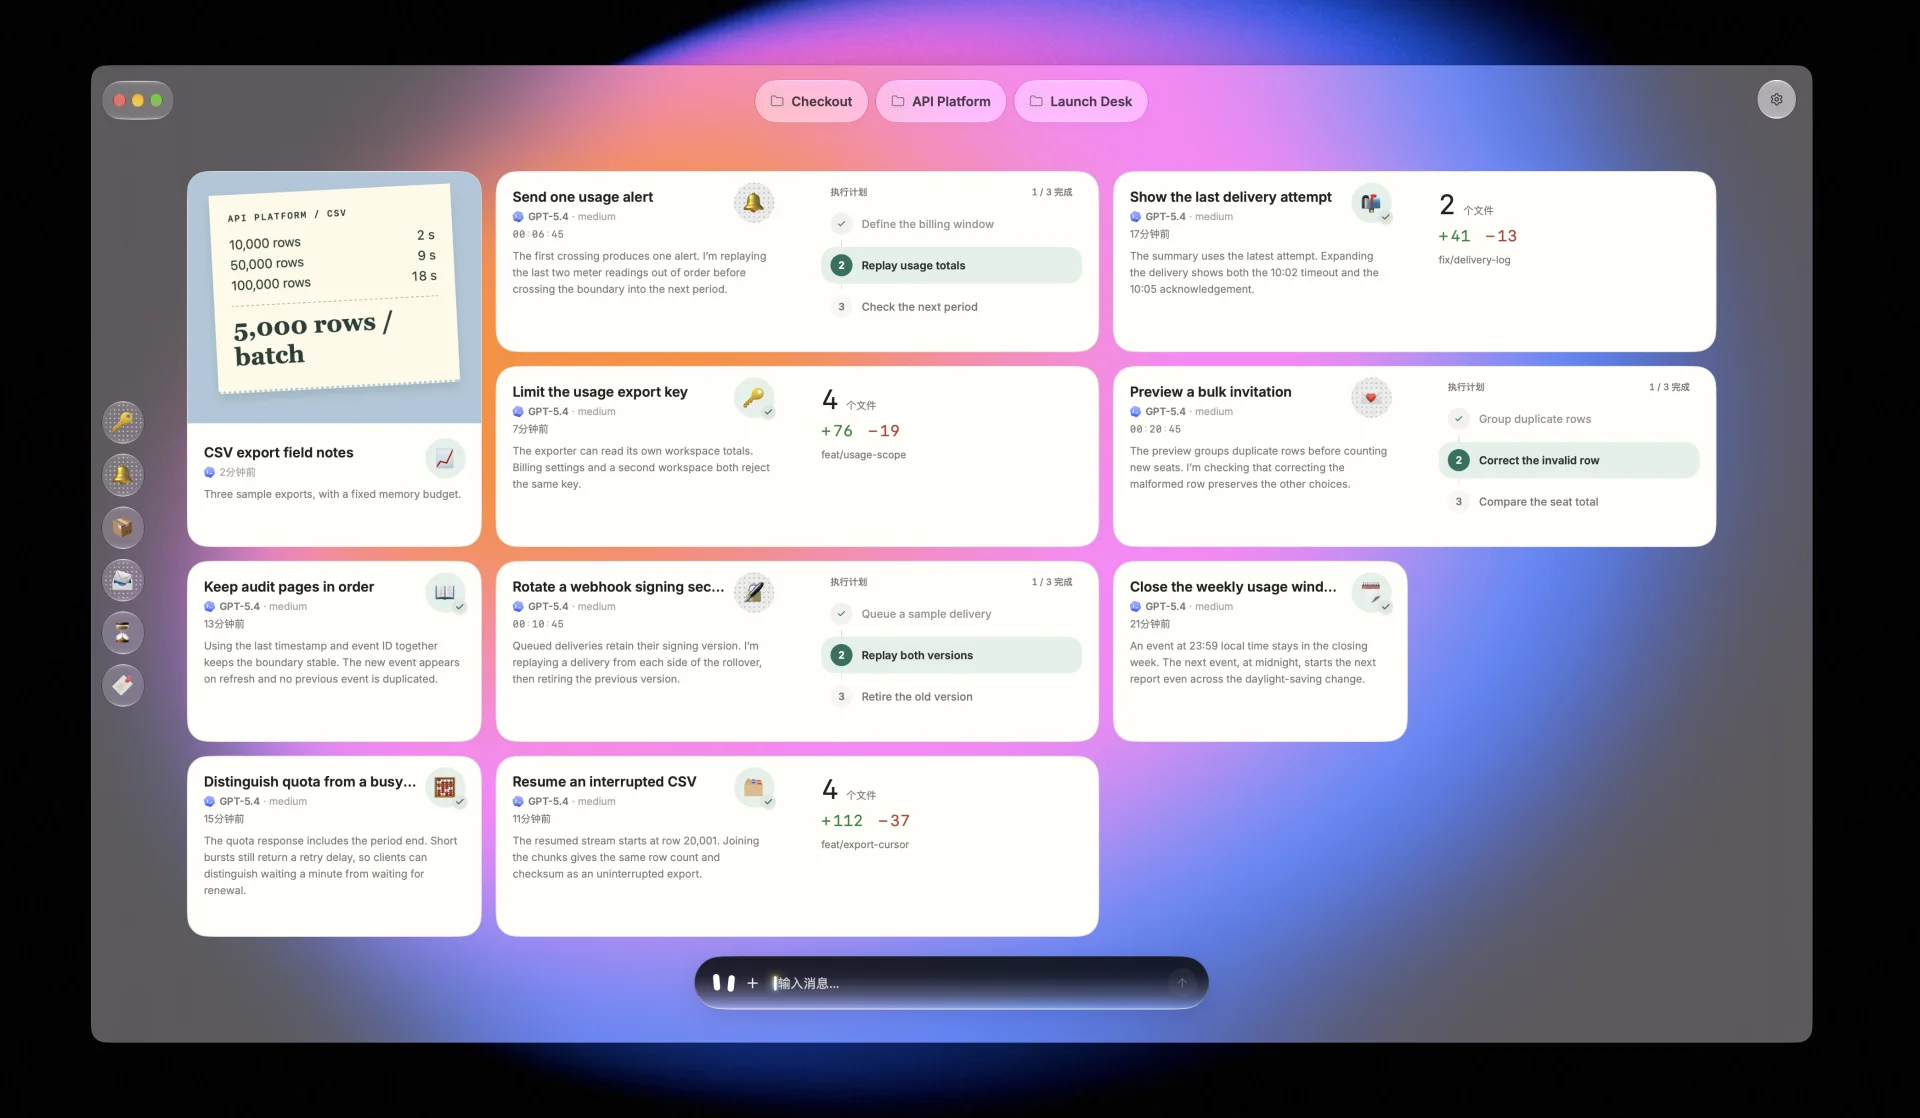 Checkout
API Platform
Launch Desk
API PLATFORM / CSV
10,000 rows 2 s
50,000 rows 9 s
100,000 rows 18 s
5,000 rows /
batch
CSV export field notes
2分钟前
Three sample exports, with a fixed memory budget.
Send one usage alert
GPT-5.4 · medium
00:06:45
The first crossing produces one alert. I'm replaying
the last two meter readings out of order before
crossing the boundary into the next period.
执行计划 1 / 3 完成
Define the billing window
2 Replay usage totals
3 Check the next period
Show the last delivery attempt
GPT-5.4 · medium
17分钟前
The summary uses the latest attempt. Expanding
the delivery shows both the 10:02 timeout and the
10:05 acknowledgement.
2 个文件
+41 −13
fix/delivery-log
Limit the usage export key
GPT-5.4 · medium
7分钟前
The exporter can read its own workspace totals.
Billing settings and a second workspace both reject
the same key.
4 个文件
+76 −19
feat/usage-scope
Preview a bulk invitation
GPT-5.4 · medium
00:20:45
The preview groups duplicate rows before counting
new seats. I'm checking that correcting the
malformed row preserves the other choices.
执行计划 1 / 3 完成
Group duplicate rows
2 Correct the invalid row
3 Compare the seat total
Keep audit pages in order
GPT-5.4 · medium
13分钟前
Using the last timestamp and event ID together
keeps the boundary stable. The new event appears
on refresh and no previous event is duplicated.
Rotate a webhook signing sec...
GPT-5.4 · medium
00:10:45
Queued deliveries retain their signing version. I'm
replaying a delivery from each side of the rollover,
then retiring the previous version.
执行计划 1 / 3 完成
Queue a sample delivery
2 Replay both versions
3 Retire the old version
Close the weekly usage wind...
GPT-5.4 · medium
21分钟前
An event at 23:59 local time stays in the closing
week. The next event, at midnight, starts the next
report even across the daylight-saving change.
Distinguish quota from a busy...
GPT-5.4 · medium
15分钟前
The quota response includes the period end. Short
bursts still return a retry delay, so clients can
distinguish waiting a minute from waiting for
renewal.
Resume an interrupted CSV
GPT-5.4 · medium
11分钟前
The resumed stream starts at row 20,001. Joining
the chunks gives the same row count and
checksum as an uninterrupted export.
4 个文件
+112 −37
feat/export-cursor
输入消息...